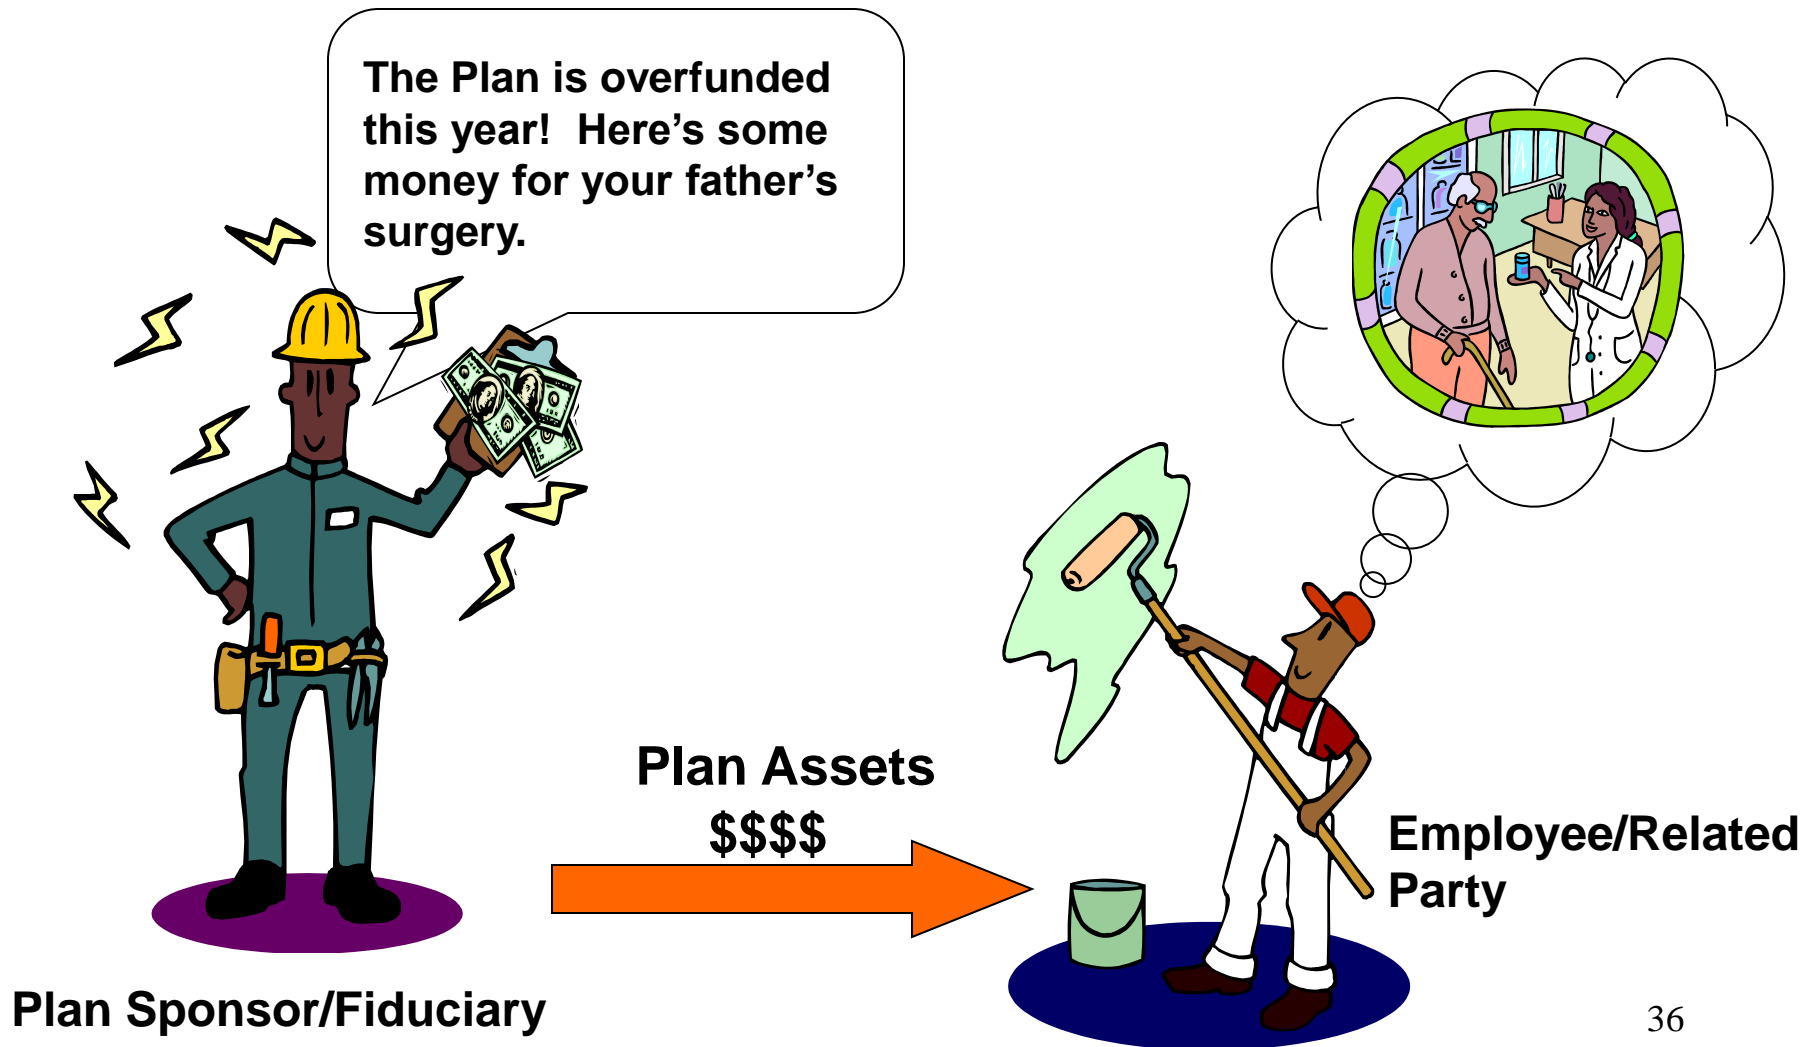 The Plan is overfunded
this year!  Here’s some
money for your father’s
surgery.
Plan Assets
$$$$
Employee/Related
Party
Plan Sponsor/Fiduciary
36